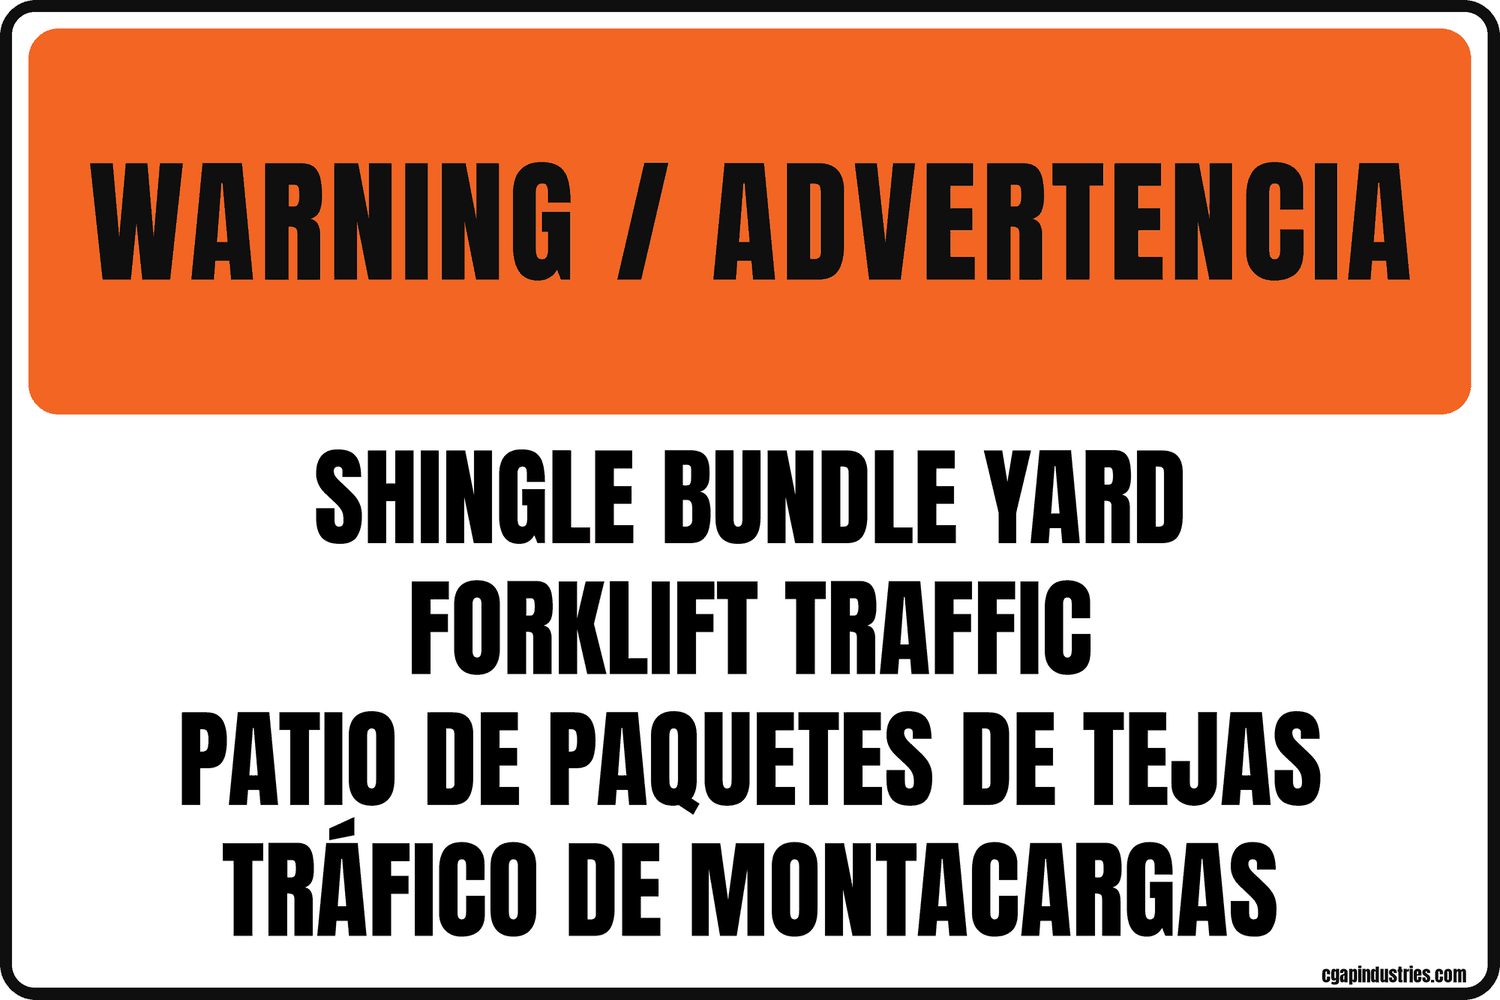 WARNING / ADVERTENCIA
SHINGLE BUNDLE YARD
FORKLIFT TRAFFIC
PATIO DE PAQUETES DE TEJAS
TRÁFICO DE MONTACARGAS
cgapindustries.com